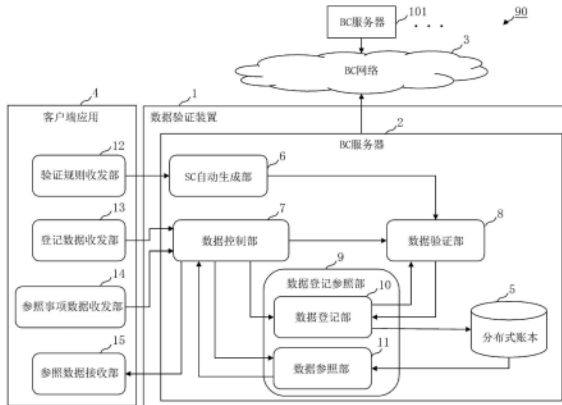 BC服务器 101 · · · 90
3
BC网络
4
客户端应用
1
数据验证装置
2
BC服务器
12
验证规则收发部
6
SC自动生成部
13
登记数据收发部
7
数据控制部
8
数据验证部
14
参照事项数据收发部
9
数据登记参照部
10
数据登记部
5
分布式账本
15
参照数据接收部
11
数据参照部